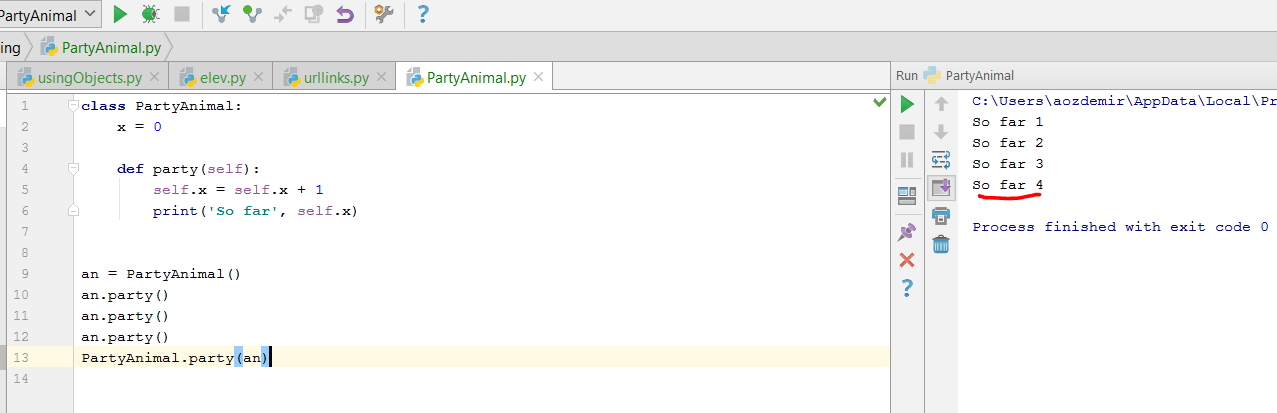 PartyAnimal
ing PartyAnimal.py
usingObjects.py elev.py urllinks.py PartyAnimal.py
Run PartyAnimal
1 class PartyAnimal:
2 x = 0
3
4 def party(self):
5 self.x = self.x + 1
6 print('So far', self.x)
7
8
9 an = PartyAnimal()
10 an.party()
11 an.party()
12 an.party()
13 PartyAnimal.party(an)
14
C:\Users\aozdemir\AppData\Local\Pr
So far 1
So far 2
So far 3
So far 4
Process finished with exit code 0